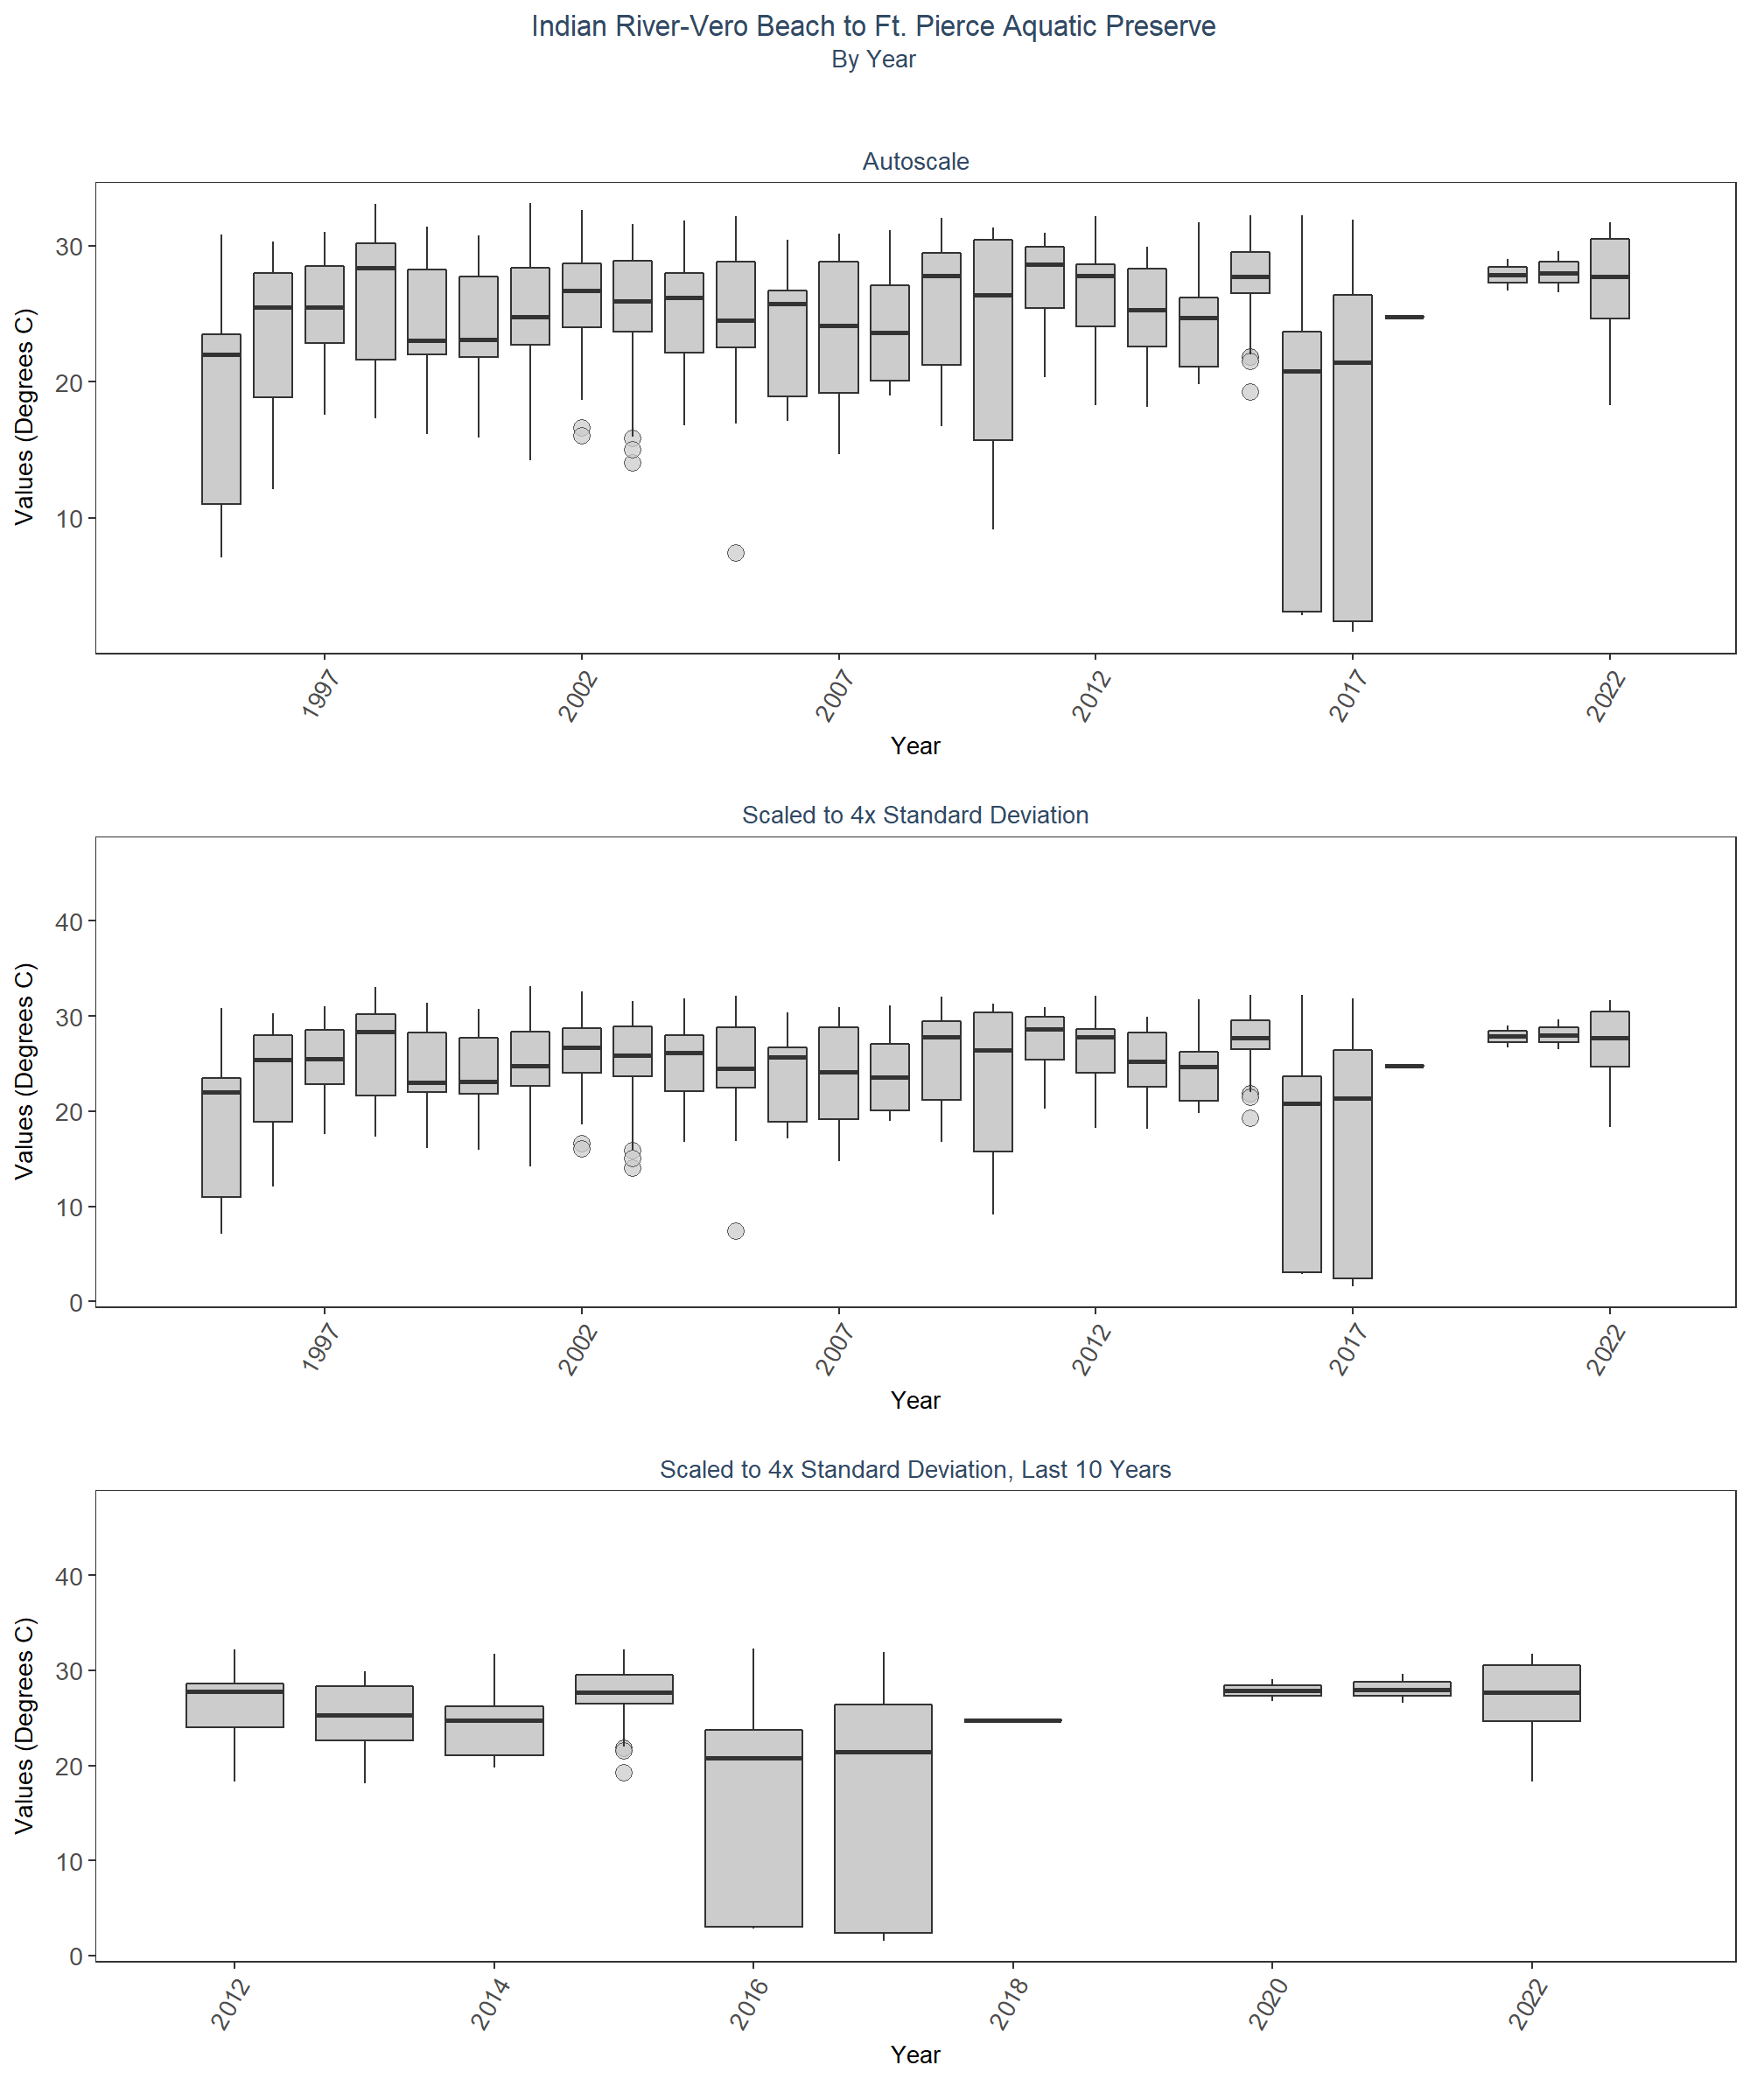 Indian River-Vero Beach to Ft. Pierce Aquatic Preserve
By Year
Autoscale
Values (Degrees C)
30
20
10
1997 2002 2007 2012 2017 2022
Year
Scaled to 4x Standard Deviation
Values (Degrees C)
40
30
20
10
0
1997 2002 2007 2012 2017 2022
Year
Scaled to 4x Standard Deviation, Last 10 Years
Values (Degrees C)
40
30
20
10
0
2012 2014 2016 2018 2020 2022
Year